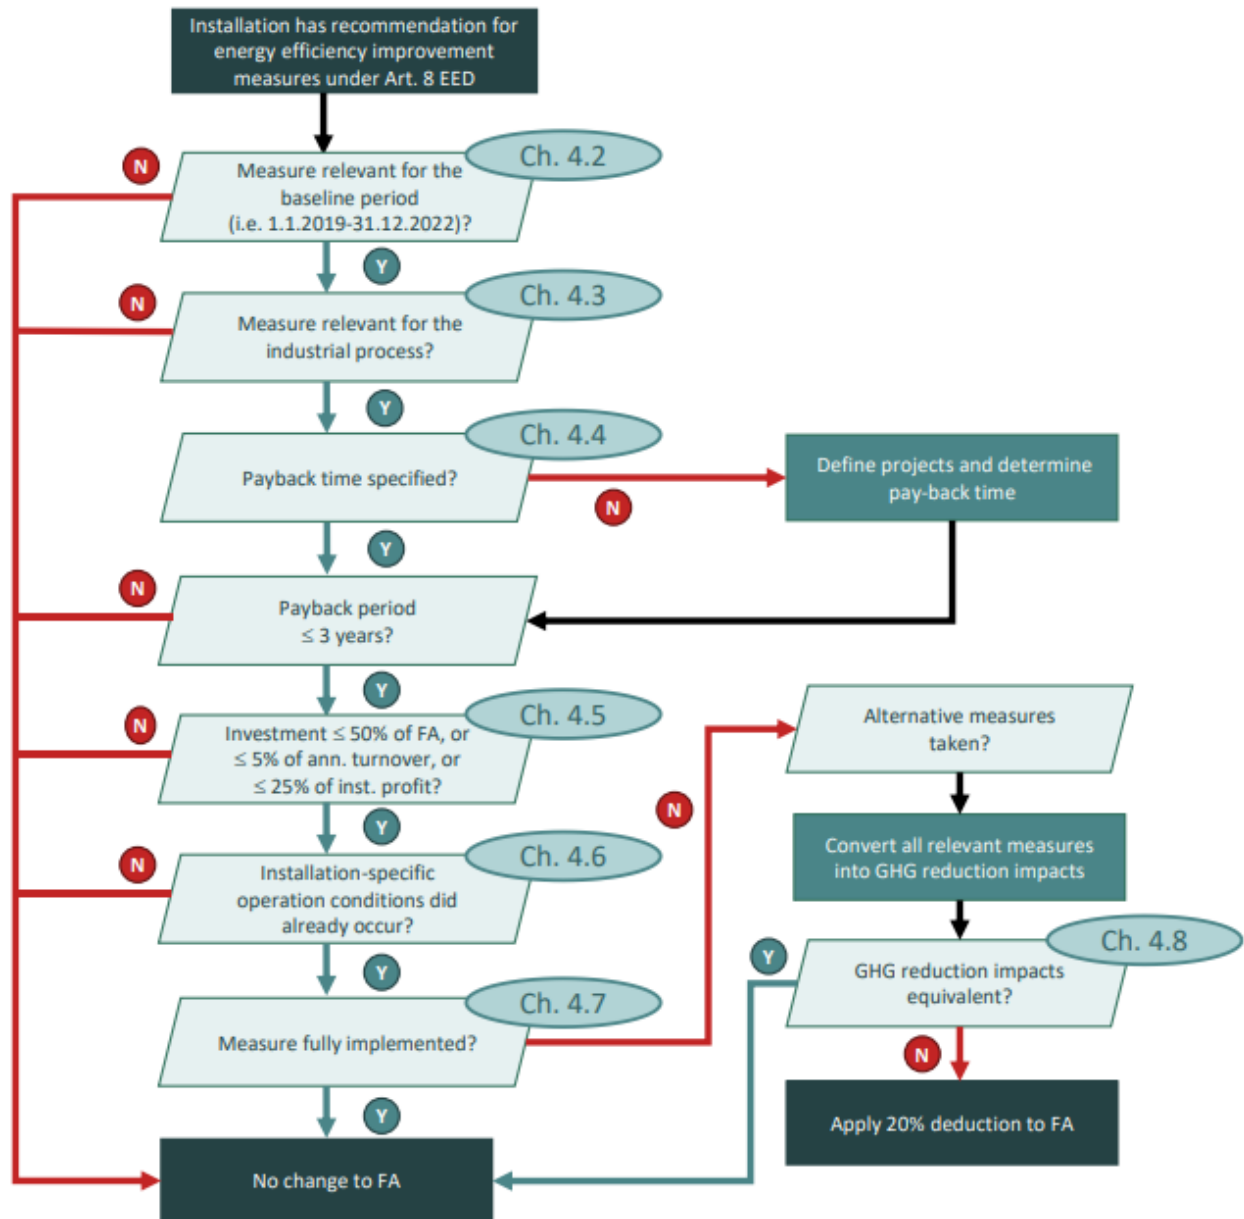 Installation has recommendation for
energy efficiency improvement
measures under Art. 8 EED
N
Ch. 4.2
Measure relevant for the
baseline period
(i.e. 1.1.2019-31.12.2022)?
Y
N
Ch. 4.3
Measure relevant for the
industrial process?
Y
Ch. 4.4
Payback time specified?
N
Define projects and determine
pay-back time
Y
N
Payback period
≤ 3 years?
Y
N
Ch. 4.5
Investment ≤ 50% of FA, or
≤ 5% of ann. turnover, or
≤ 25% of inst. profit?
Y
N
Ch. 4.6
Installation-specific
operation conditions did
already occur?
Y
Ch. 4.7
Measure fully implemented?
N
Alternative measures
taken?
Convert all relevant measures
into GHG reduction impacts
Ch. 4.8
GHG reduction impacts
equivalent?
Y
N
Apply 20% deduction to FA
Y
No change to FA